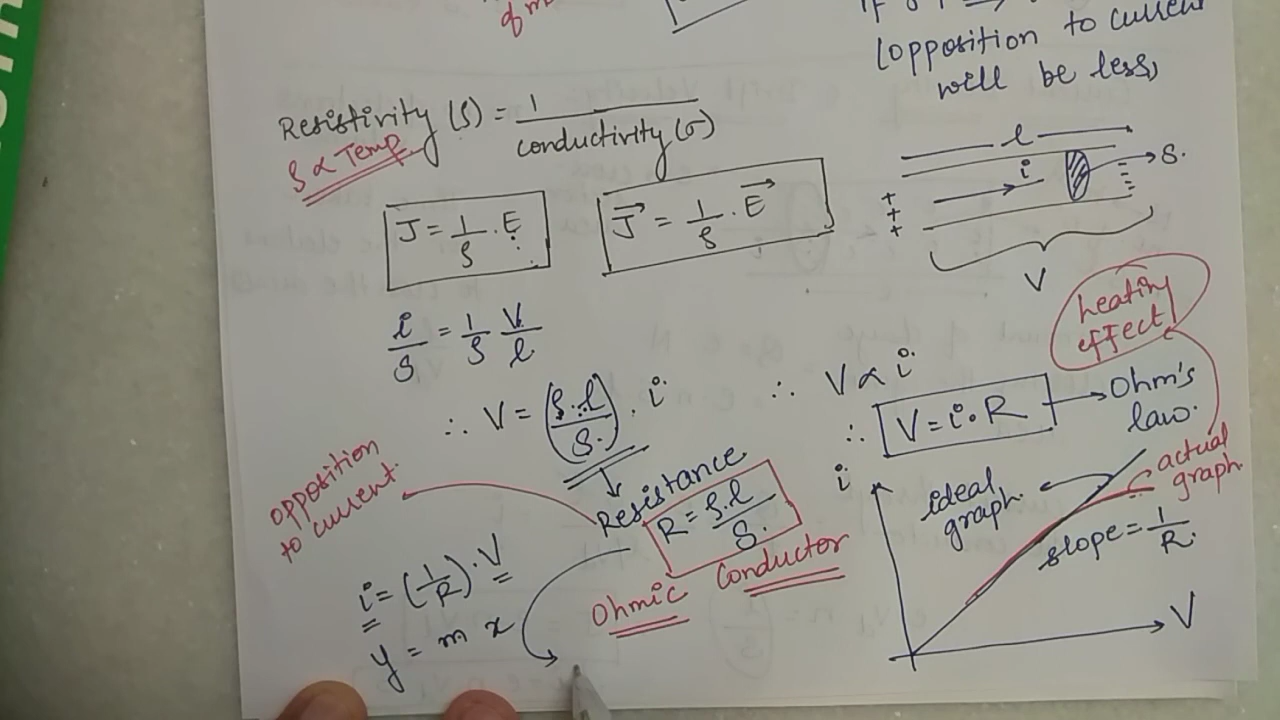 of m
(opposition to current
will be less,
Resistivity (ρ) = 1 / conductivity (σ)
ρ ∝ Temp
l
i
S.
+
+
+
V
J = 1/ρ . E
J⃗ = 1/ρ . E⃗
heating
effect
i/S = 1/ρ V/l
∴ V = (ρ.l/S.) . i
∴ V ∝ i
∴ V = i . R
Ohm's
law.
opposition
to current.
Resistance
R = ρ.l/S.
Ohmic Conductor
i = (1/R) . V
y = m x
i
ideal
graph.
actual
graph.
slope = 1/R.
V